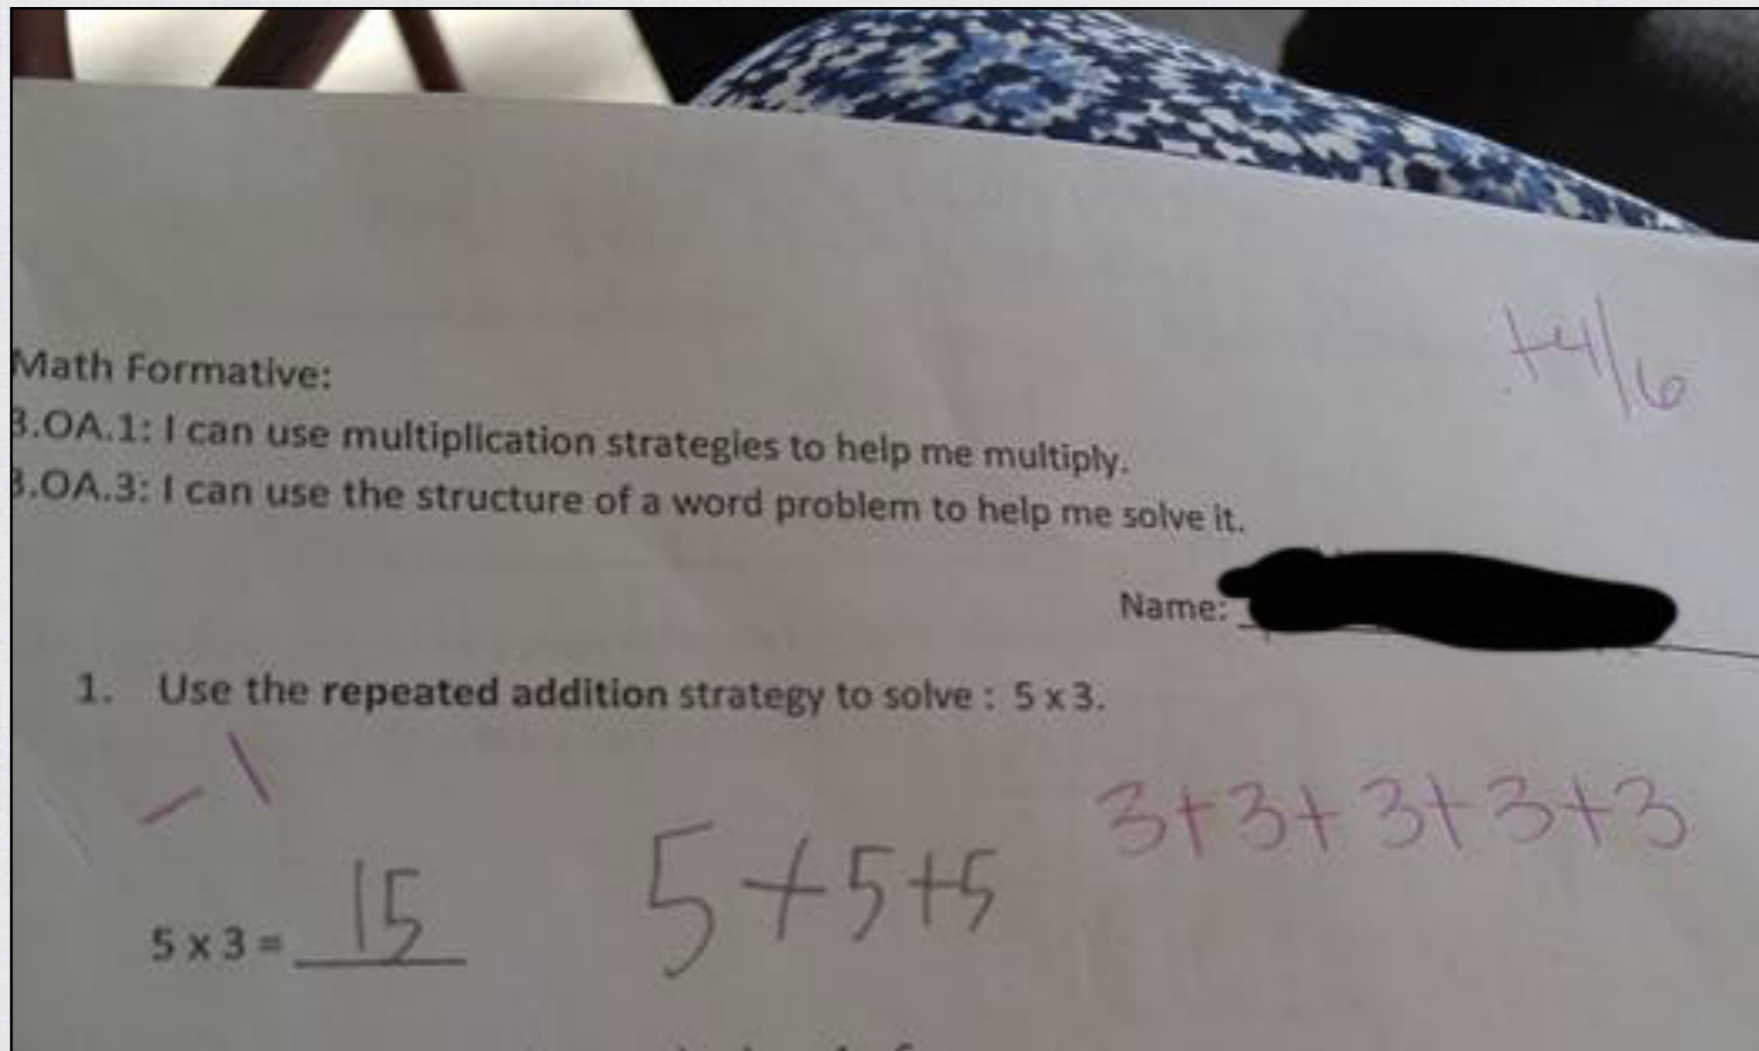 +4/6
Math Formative:
3.OA.1: I can use multiplication strategies to help me multiply.
3.OA.3: I can use the structure of a word problem to help me solve it.
Name:
1. Use the repeated addition strategy to solve : 5 x 3.
-1
3+3+3+3+3
5+5+5
5 x 3 = 15